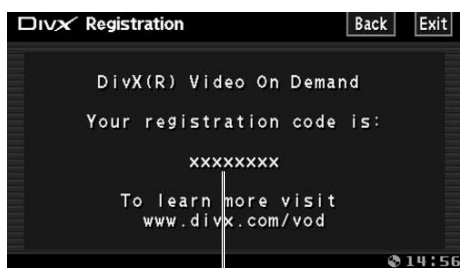 DIVX Registration Back Exit
DivX(R) Video On Demand
Your registration code is:
xxxxxxxx
To learn more visit
www.divx.com/vod
14:56